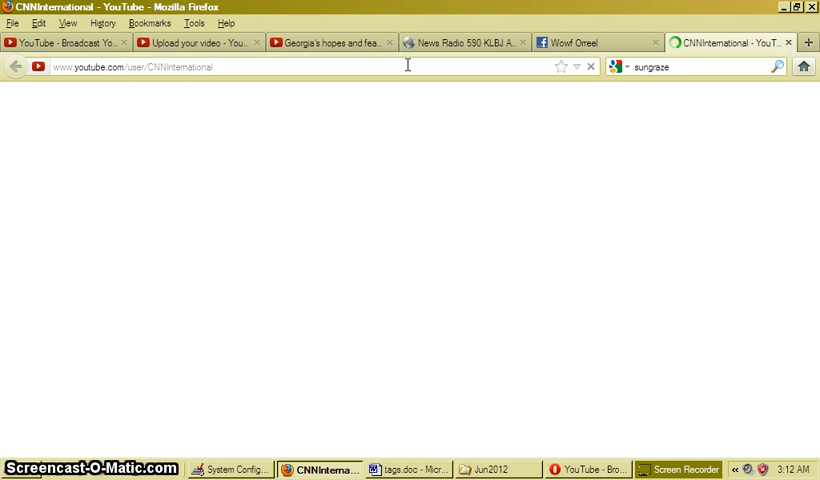 CNNInternational - YouTube - Mozilla Firefox
File Edit View History Bookmarks Tools Help
YouTube - Broadcast Yo... Upload your video - You... Georgia's hopes and fea... News Radio 590 KLBJ A... Wowf Orreel CNNInternational - YouT...
www.youtube.com/user/CNNInternational sungraze
Screencast-O-Matic.com System Config... CNNInterna... tags.doc - Micr... Jun2012 YouTube - Bro... Screen Recorder 3:12 AM